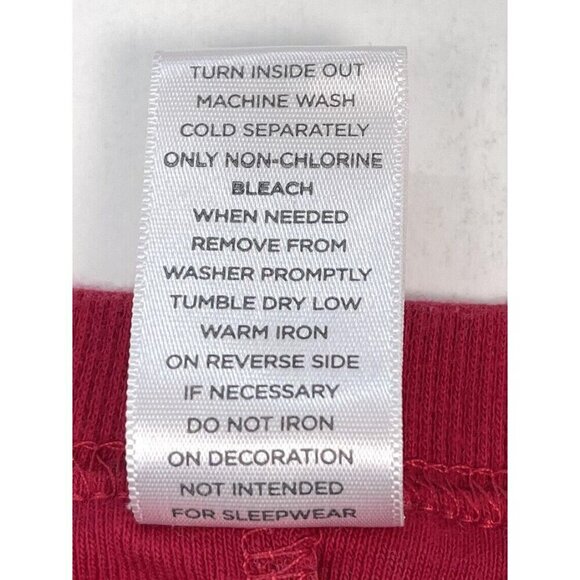 TURN INSIDE OUT
MACHINE WASH
COLD SEPARATELY
ONLY NON-CHLORINE
BLEACH
WHEN NEEDED
REMOVE FROM
WASHER PROMPTLY
TUMBLE DRY LOW
WARM IRON
ON REVERSE SIDE
IF NECESSARY
DO NOT IRON
ON DECORATION
NOT INTENDED
FOR SLEEPWEAR